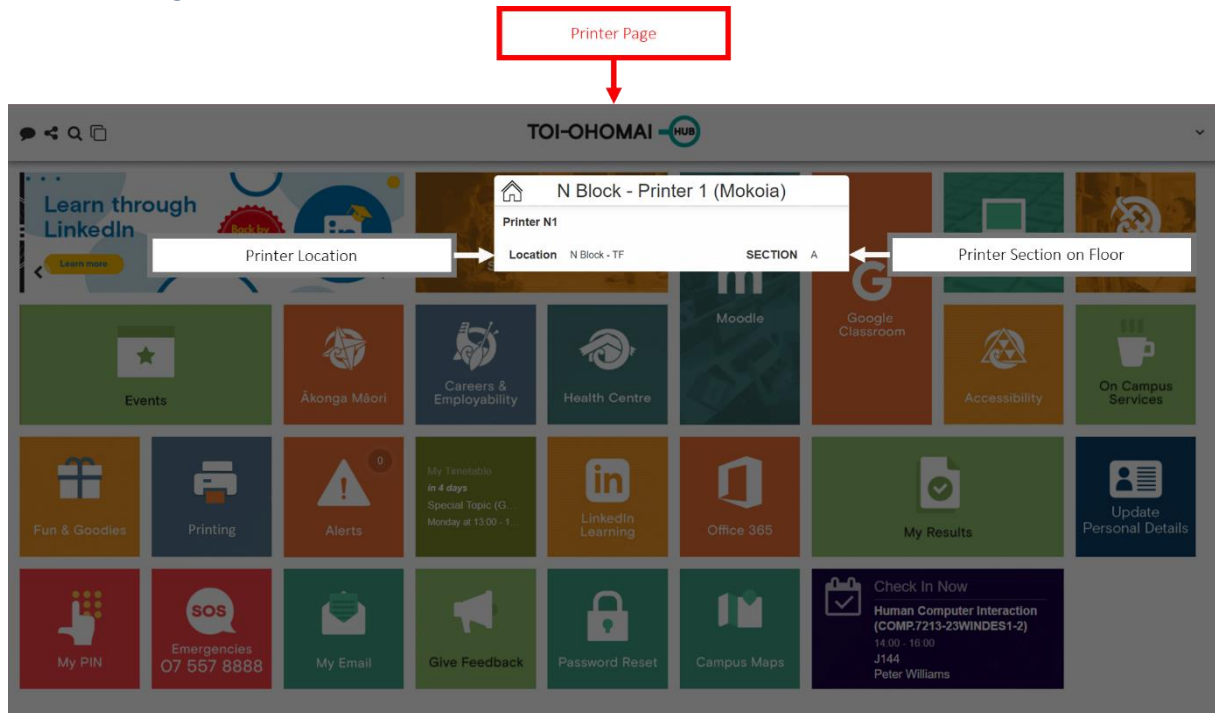 Printer Page
TOI-OHOMAI HUB
Learn through
LinkedIn
Learn more
Book by
N Block - Printer 1 (Mokoia)
Printer N1
Location N Block - TF SECTION A
Printer Location
Printer Section on Floor
Events
Ākonga Māori
Careers &
Employability
Health Centre
Moodle
Google
Classroom
Accessibility
On Campus
Services
Fun & Goodies
Printing
0
Alerts
My Timetable
in 4 days
Special Topic (G...
Monday at 13:00 - 1...
in
LinkedIn
Learning
Office 365
My Results
Update
Personal Details
My PIN
SOS
Emergencies
07 557 8888
My Email
Give Feedback
Password Reset
Campus Maps
Check In Now
Human Computer Interaction
(COMP.7213-23WINDES1-2)
14:00 - 16:00
J144
Peter Williams